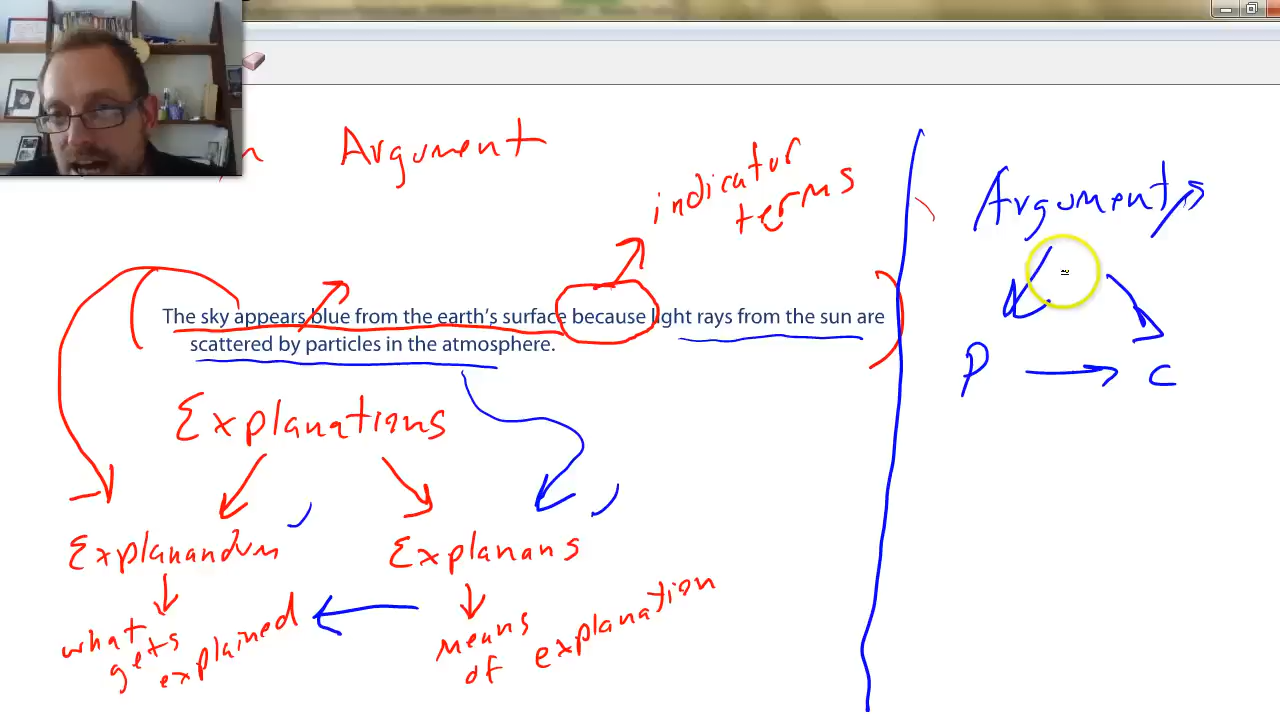 Argument
indicator
terms
The sky appears blue from the earth's surface because light rays from the sun are
scattered by particles in the atmosphere.
Explanations
Explanandum
Explanans
what
gets
explained
means
of explanation
Argument
P
C